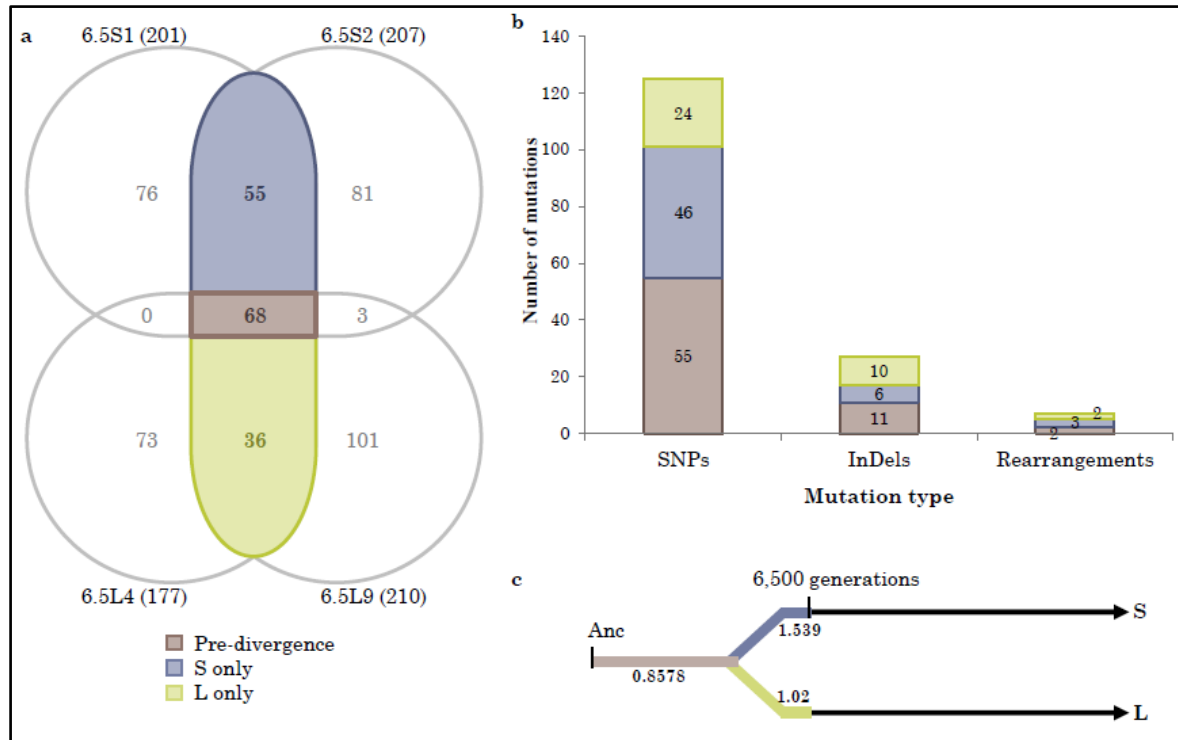 a
6.5S1 (201) 6.5S2 (207)
76 55 81
0 68 3
73 36 101
6.5L4 (177) 6.5L9 (210)
Pre-divergence
S only
L only
b
Number of mutations
140
120
100
80
60
40
20
0
24
46
55
10
6
11
2
3
2
SNPs InDels Rearrangements
Mutation type
c
6,500 generations
Anc
S
1.539
0.8578
1.02
L